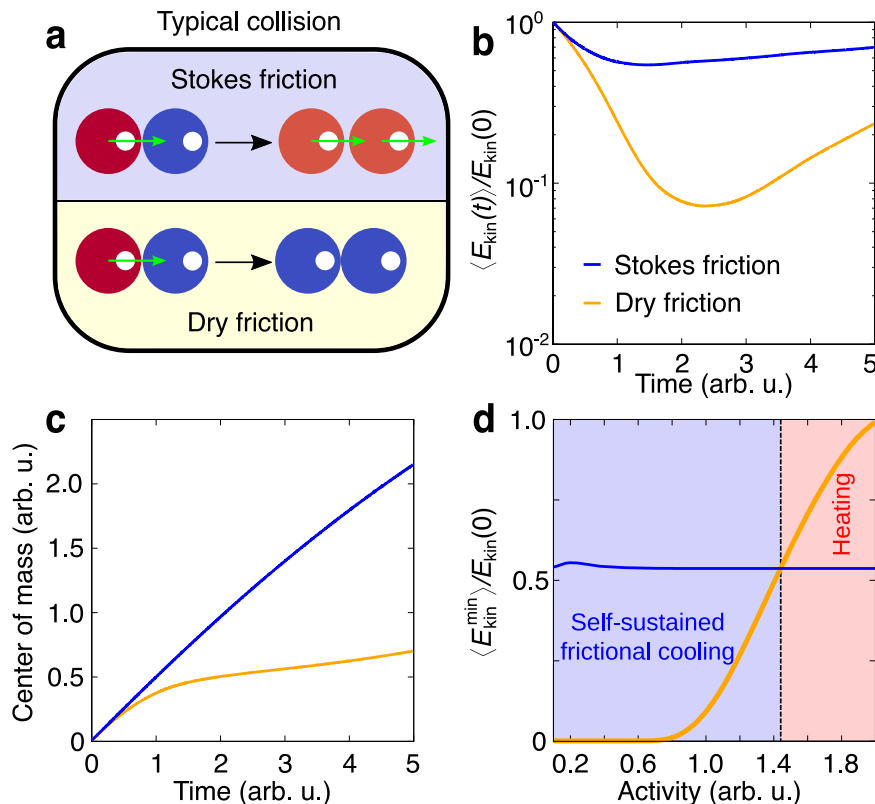 a
Typical collision
Stokes friction
Dry friction
b
⟨E_kin(t)⟩/E_kin(0)
10^0
10^-1
10^-2
Stokes friction
Dry friction
0 1 2 3 4 5
Time (arb. u.)
c
Center of mass (arb. u.)
2.0
1.5
1.0
0.5
0
0 1 2 3 4 5
Time (arb. u.)
d
⟨E_kin^min⟩/E_kin(0)
1.0
0.5
0
Heating
Self-sustained
frictional cooling
0.2 0.6 1.0 1.4 1.8
Activity (arb. u.)